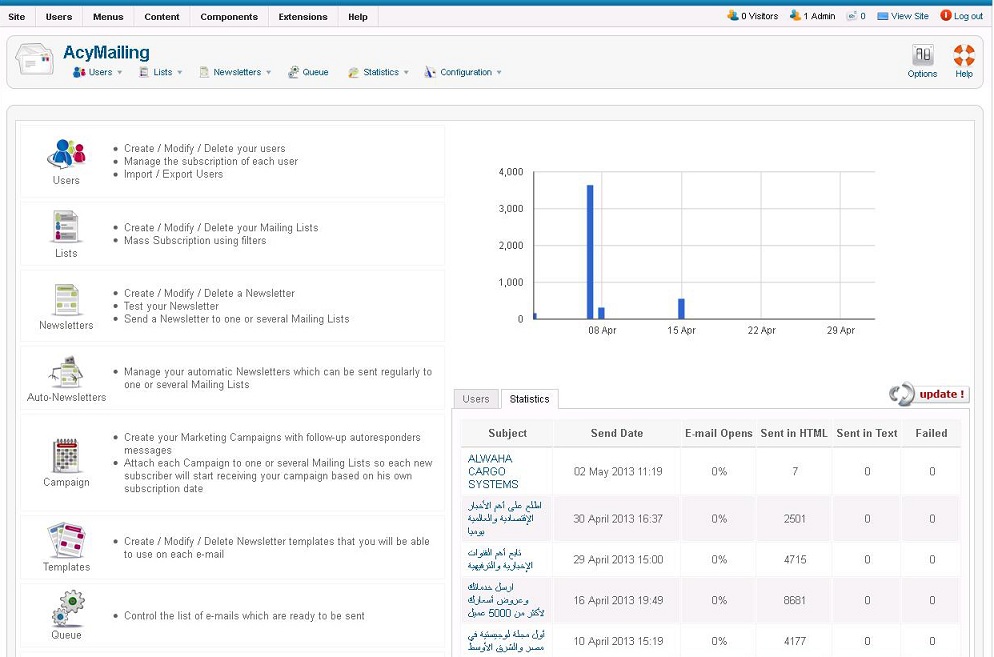 Site Users Menus Content Components Extensions Help 0 Visitors 1 Admin 0 View Site Log out
AcyMailing
Users Lists Newsletters Queue Statistics Configuration
Options Help
Users
Create / Modify / Delete your users
Manage the subscription of each user
Import / Export Users
Lists
Create / Modify / Delete your Mailing Lists
Mass Subscription using filters
Newsletters
Create / Modify / Delete a Newsletter
Test your Newsletter
Send a Newsletter to one or several Mailing Lists
Auto-Newsletters
Manage your automatic Newsletters which can be sent regularly to
one or several Mailing Lists
Campaign
Create your Marketing Campaigns with follow-up autoresponders
messages
Attach each Campaign to one or several Mailing Lists so each new
subscriber will start receiving your campaign based on his own
subscription date
Templates
Create / Modify / Delete Newsletter templates that you will be able
to use on each e-mail
Queue
Control the list of e-mails which are ready to be sent
4,000
3,000
2,000
1,000
0
08 Apr 15 Apr 22 Apr 29 Apr
Users Statistics update !
Subject Send Date E-mail Opens Sent in HTML Sent in Text Failed
ALWAHA
CARGO
SYSTEMS
02 May 2013 11:19 0% 7 0 0
اطلع على أهم الأخبار
الإقتصادية والعالمية
يوميا
30 April 2013 16:37 0% 2501 0 0
تابع أهم القنوات
الإخبارية والترفيهية
29 April 2013 15:00 0% 4715 0 0
ارسل خدماتك
وعروض أسعارك
لأكثر من 5000 عميل
16 April 2013 19:49 0% 8681 0 0
أول مجلة لوجيستية في
مصر والشرق الأوسط
10 April 2013 15:19 0% 4177 0 0